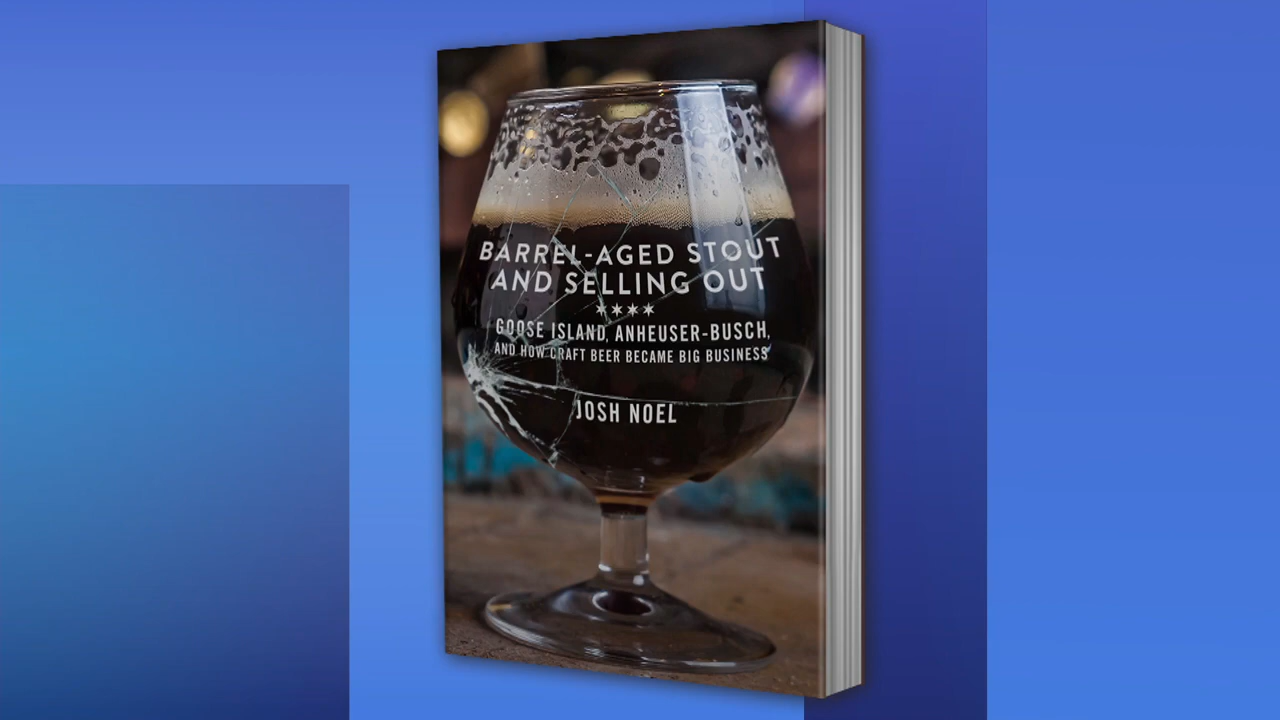 BARREL-AGED STOUT
AND SELLING OUT
GOOSE ISLAND, ANHEUSER-BUSCH,
AND HOW CRAFT BEER BECAME BIG BUSINESS
JOSH NOEL